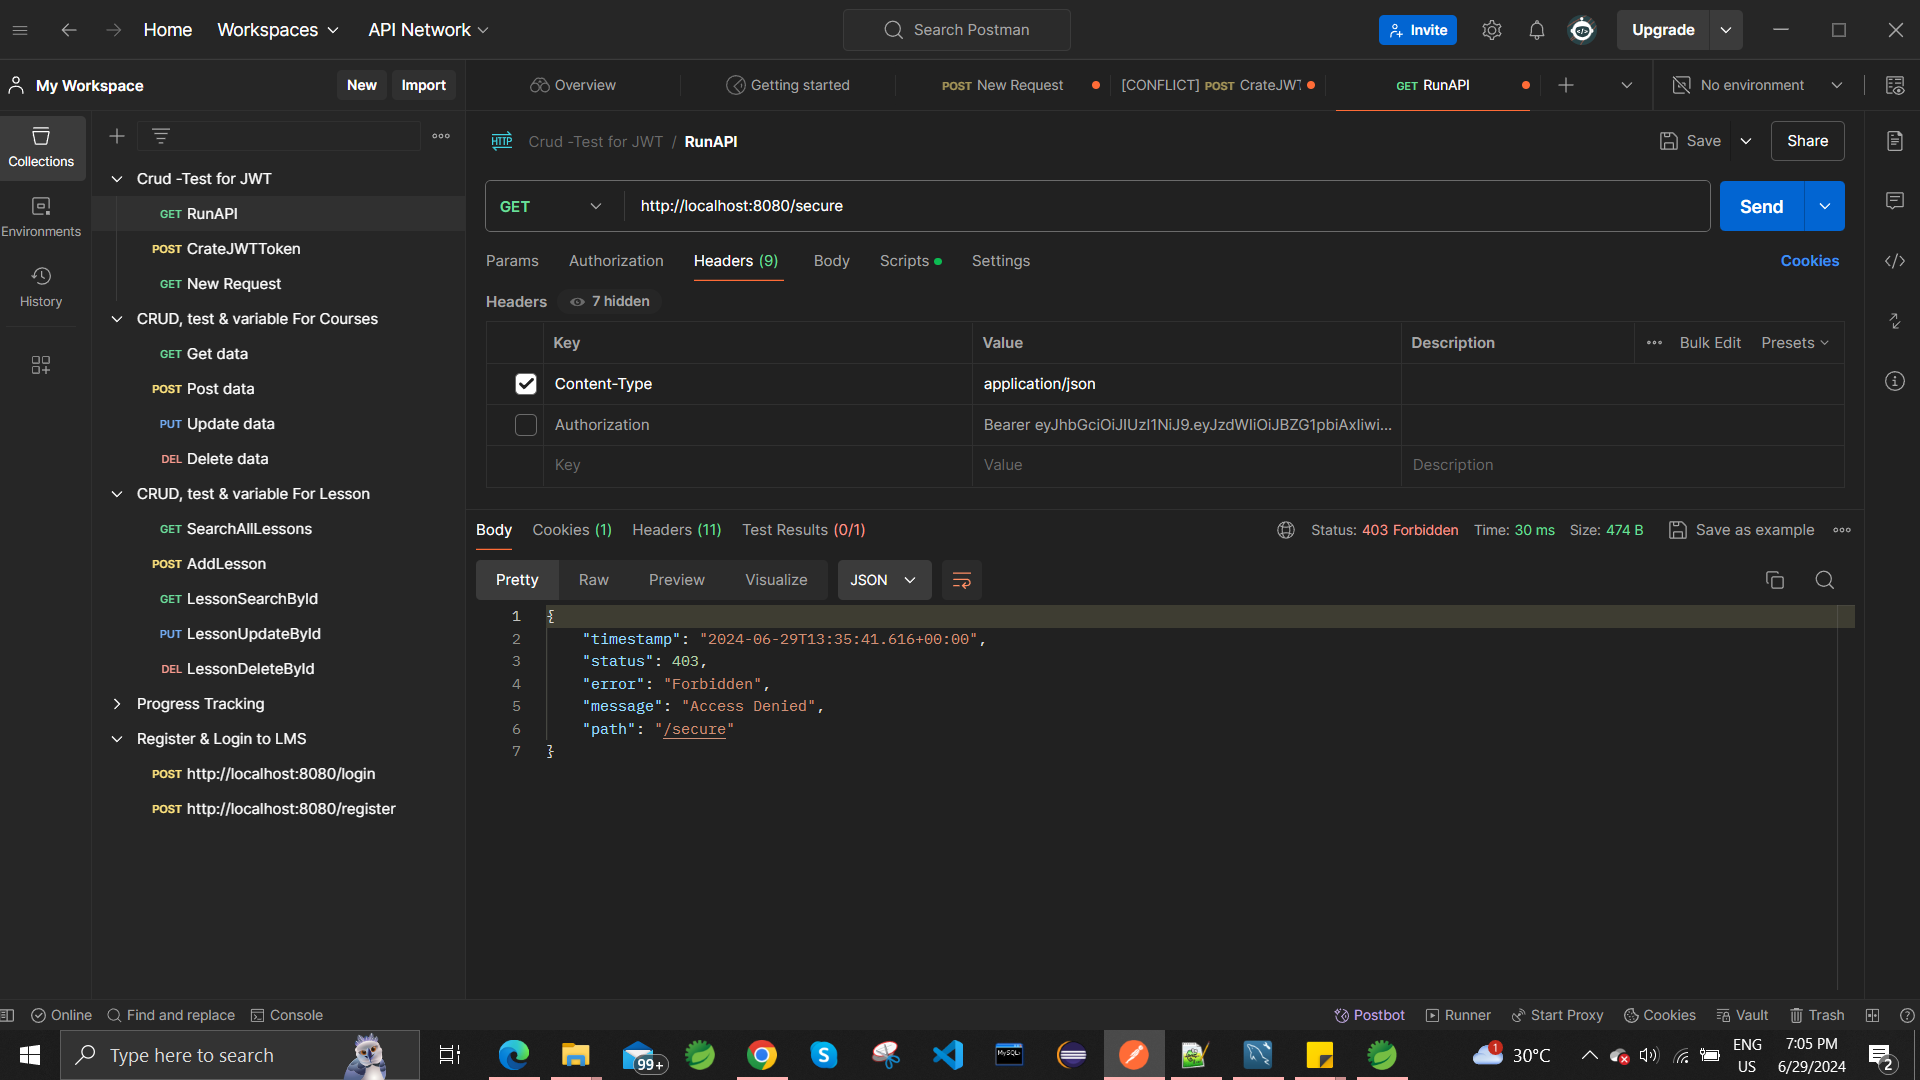 Home
Workspaces
API Network
Search Postman
Invite
Upgrade
My Workspace
New
Import
Overview
Getting started
POST New Request
[CONFLICT] POST CrateJWT
GET RunAPI
No environment
Collections
Environments
History
Crud -Test for JWT
GET RunAPI
POST CrateJWTToken
GET New Request
CRUD, test & variable For Courses
GET Get data
POST Post data
PUT Update data
DEL Delete data
CRUD, test & variable For Lesson
GET SearchAllLessons
POST AddLesson
GET LessonSearchById
PUT LessonUpdateById
DEL LessonDeleteById
Progress Tracking
Register & Login to LMS
POST http://localhost:8080/login
POST http://localhost:8080/register
HTTP Crud -Test for JWT / RunAPI
Save
Share
GET http://localhost:8080/secure
Send
Params Authorization Headers (9) Body Scripts Settings
Cookies
Headers 7 hidden
Key Value Description ••• Bulk Edit Presets
Content-Type application/json
Authorization Bearer eyJhbGciOiJIUzI1NiJ9.eyJzdWIiOiJBZG1pbiAxIiwi...
Key Value Description
Body Cookies (1) Headers (11) Test Results (0/1)
Status: 403 Forbidden Time: 30 ms Size: 474 B Save as example
Pretty Raw Preview Visualize JSON
1 {
2 "timestamp": "2024-06-29T13:35:41.616+00:00",
3 "status": 403,
4 "error": "Forbidden",
5 "message": "Access Denied",
6 "path": "/secure"
7 }
Online Find and replace Console
Postbot Runner Start Proxy Cookies Vault Trash
Type here to search
99+
MySQL
1
30°C
ENG
US
7:05 PM
6/29/2024
2